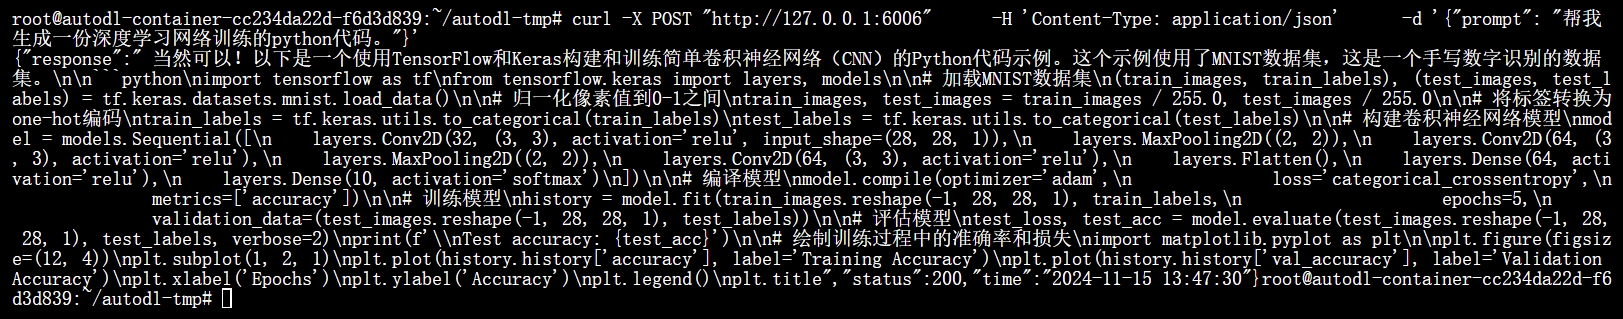 root@autodl-container-cc234da22d-f6d3d839:~/autodl-tmp# curl -X POST "http://127.0.0.1:6006"     -H 'Content-Type: application/json'     -d '{"prompt": "帮我
生成一份深度学习网络训练的python代码。"}'
{"response":" 当然可以！以下是一个使用TensorFlow和Keras构建和训练简单卷积神经网络（CNN）的Python代码示例。这个示例使用了MNIST数据集，这是一个手写数字识别的数据
集。\n\n```python\nimport tensorflow as tf\nfrom tensorflow.keras import layers, models\n\n# 加载MNIST数据集\n(train_images, train_labels), (test_images, test_l
abels) = tf.keras.datasets.mnist.load_data()\n\n# 归一化像素值到0-1之间\ntrain_images, test_images = train_images / 255.0, test_images / 255.0\n\n# 将标签转换为
one-hot编码\ntrain_labels = tf.keras.utils.to_categorical(train_labels)\ntest_labels = tf.keras.utils.to_categorical(test_labels)\n\n# 构建卷积神经网络模型\nmod
el = models.Sequential([\n    layers.Conv2D(32, (3, 3), activation='relu', input_shape=(28, 28, 1)),\n    layers.MaxPooling2D((2, 2)),\n    layers.Conv2D(64, (3
, 3), activation='relu'),\n    layers.MaxPooling2D((2, 2)),\n    layers.Conv2D(64, (3, 3), activation='relu'),\n    layers.Flatten(),\n    layers.Dense(64, acti
vation='relu'),\n    layers.Dense(10, activation='softmax')\n])\n\n# 编译模型\nmodel.compile(optimizer='adam',\n              loss='categorical_crossentropy',\n
              metrics=['accuracy'])\n\n# 训练模型\nhistory = model.fit(train_images.reshape(-1, 28, 28, 1), train_labels,\n                    epochs=5,\n
              validation_data=(test_images.reshape(-1, 28, 28, 1), test_labels))\n\n# 评估模型\ntest_loss, test_acc = model.evaluate(test_images.reshape(-1, 28,
 28, 1), test_labels, verbose=2)\nprint(f'\\nTest accuracy: {test_acc}')\n\n# 绘制训练过程中的准确率和损失\nimport matplotlib.pyplot as plt\n\nplt.figure(figsiz
e=(12, 4))\nplt.subplot(1, 2, 1)\nplt.plot(history.history['accuracy'], label='Training Accuracy')\nplt.plot(history.history['val_accuracy'], label='Validation
Accuracy')\nplt.xlabel('Epochs')\nplt.ylabel('Accuracy')\nplt.legend()\nplt.title","status":200,"time":"2024-11-15 13:47:30"}root@autodl-container-cc234da22d-f6
d3d839:~/autodl-tmp#